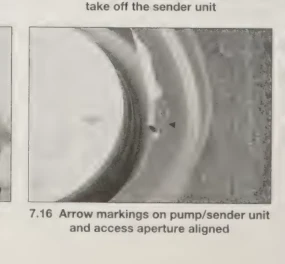 take off the sender unit
7.16 Arrow markings on pump/sender unit
and access aperture aligned